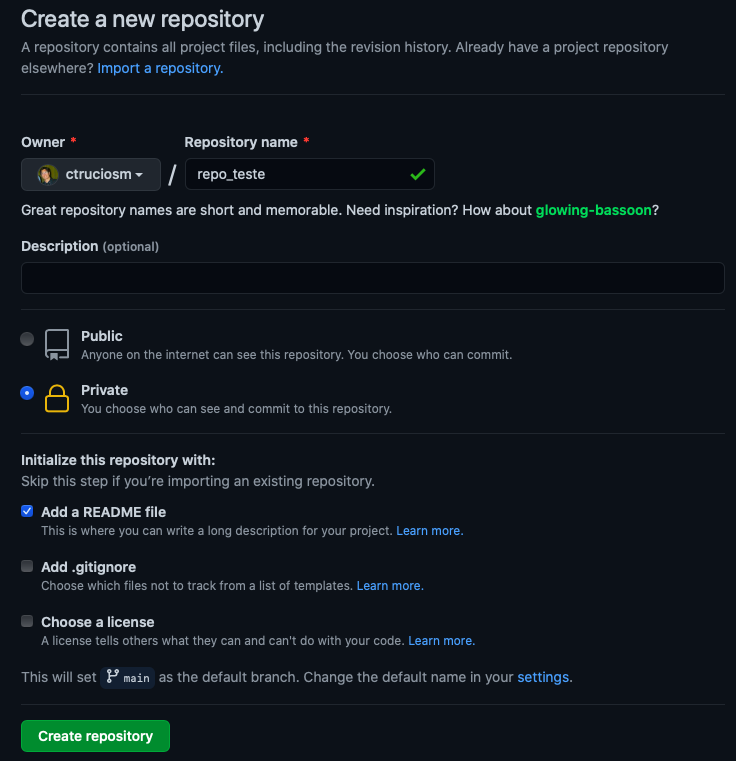 Create a new repository
A repository contains all project files, including the revision history. Already have a project repository
elsewhere? Import a repository.
Owner * Repository name *
ctruciosm / repo_teste
Great repository names are short and memorable. Need inspiration? How about glowing-bassoon?
Description (optional)
Public
Anyone on the internet can see this repository. You choose who can commit.
Private
You choose who can see and commit to this repository.
Initialize this repository with:
Skip this step if you're importing an existing repository.
Add a README file
This is where you can write a long description for your project. Learn more.
Add .gitignore
Choose which files not to track from a list of templates. Learn more.
Choose a license
A license tells others what they can and can't do with your code. Learn more.
This will set main as the default branch. Change the default name in your settings.
Create repository